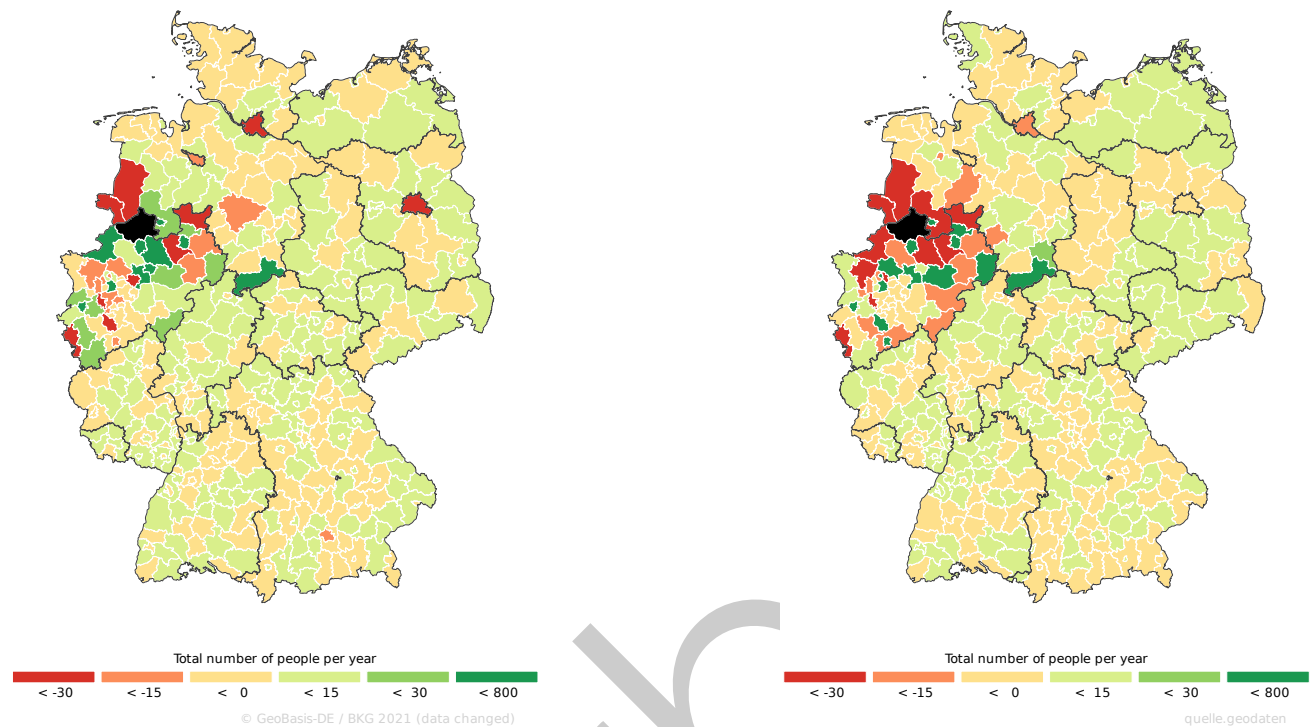 Total number of people per year
< -30 < -15 < 0 < 15 < 30 < 800
© GeoBasis-DE / BKG 2021 (data changed)
Total number of people per year
< -30 < -15 < 0 < 15 < 30 < 800
quelle.geodaten